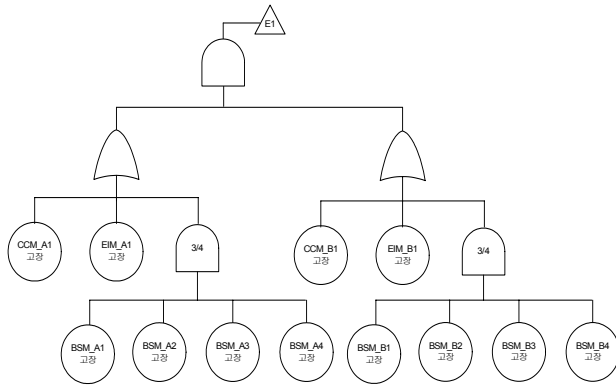 E1
CCM_A1
고장
EIM_A1
고장
3/4
CCM_B1
고장
EIM_B1
고장
3/4
BSM_A1
고장
BSM_A2
고장
BSM_A3
고장
BSM_A4
고장
BSM_B1
고장
BSM_B2
고장
BSM_B3
고장
BSM_B4
고장